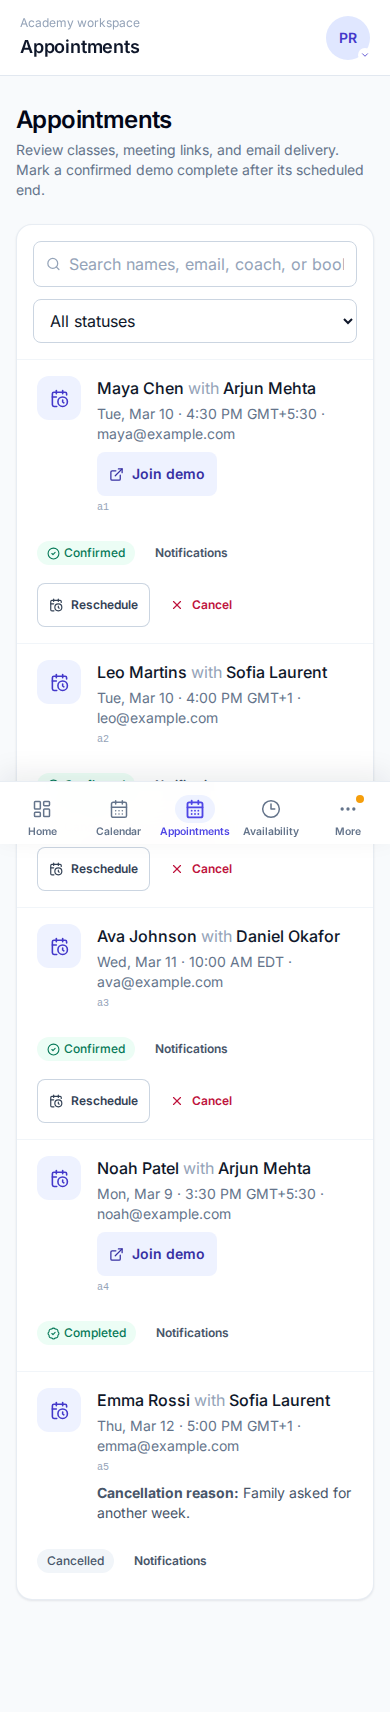 Academy workspace
Appointments
PR
Appointments
Review classes, meeting links, and email delivery.
Mark a confirmed demo complete after its scheduled
end.
Search names, email, coach, or bool
All statuses
Maya Chen with Arjun Mehta
Tue, Mar 10 · 4:30 PM GMT+5:30 ·
maya@example.com
Join demo
a1
Confirmed Notifications
Reschedule Cancel
Leo Martins with Sofia Laurent
Tue, Mar 10 · 4:00 PM GMT+1 ·
leo@example.com
a2
Home Calendar Appointments Availability More
Reschedule Cancel
Ava Johnson with Daniel Okafor
Wed, Mar 11 · 10:00 AM EDT ·
ava@example.com
a3
Confirmed Notifications
Reschedule Cancel
Noah Patel with Arjun Mehta
Mon, Mar 9 · 3:30 PM GMT+5:30 ·
noah@example.com
Join demo
a4
Completed Notifications
Emma Rossi with Sofia Laurent
Thu, Mar 12 · 5:00 PM GMT+1 ·
emma@example.com
a5
Cancellation reason: Family asked for
another week.
Cancelled Notifications